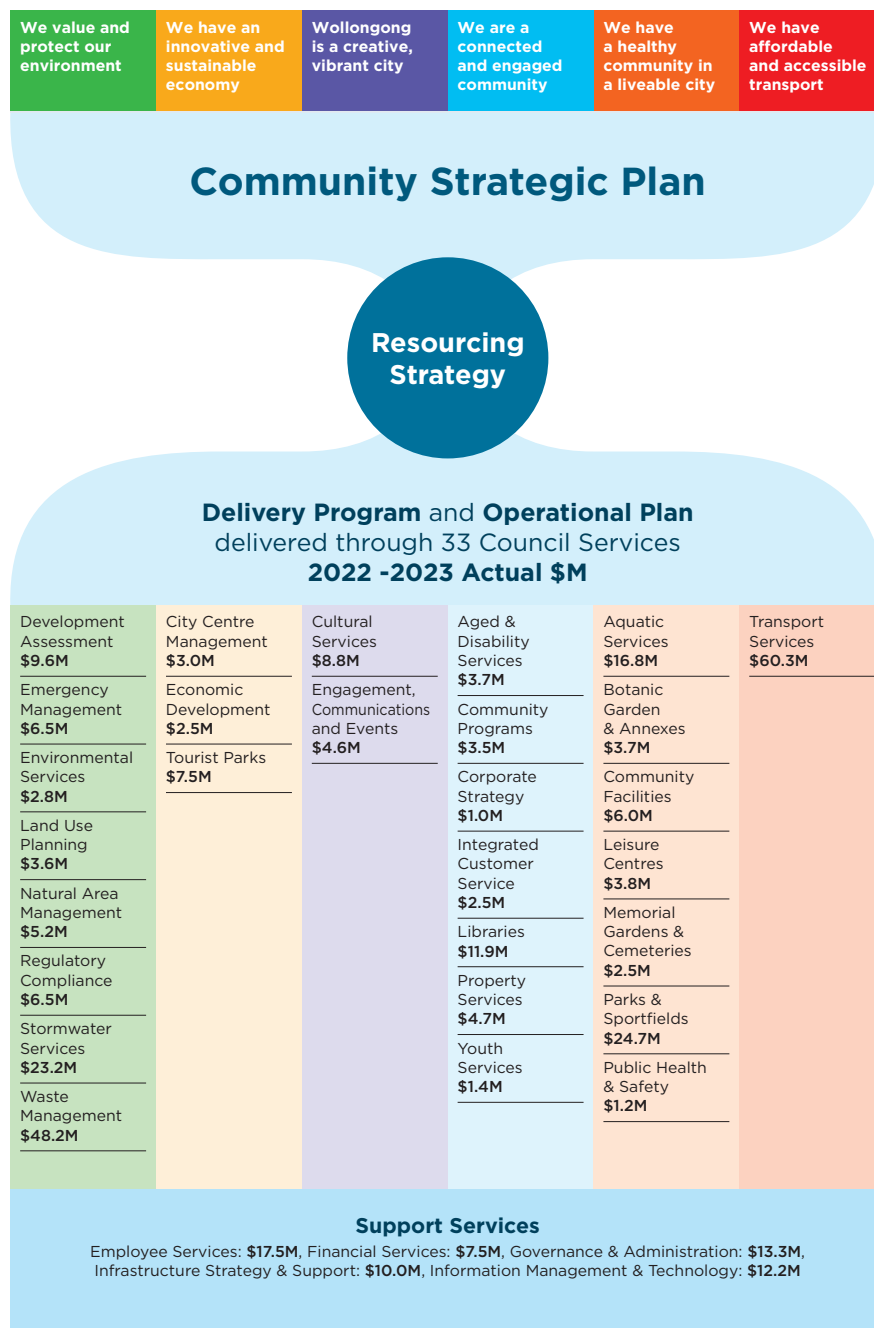 We value and
protect our
environment
We have an
innovative and
sustainable
economy
Wollongong
is a creative,
vibrant city
We are a
connected
and engaged
community
We have
a healthy
community in
a liveable city
We have
affordable
and accessible
transport
Community Strategic Plan
Resourcing
Strategy
Delivery Program and Operational Plan
delivered through 33 Council Services
2022 -2023 Actual $M
Development
Assessment
$9.6M
Emergency
Management
$6.5M
Environmental
Services
$2.8M
Land Use
Planning
$3.6M
Natural Area
Management
$5.2M
Regulatory
Compliance
$6.5M
Stormwater
Services
$23.2M
Waste
Management
$48.2M
City Centre
Management
$3.0M
Economic
Development
$2.5M
Tourist Parks
$7.5M
Cultural
Services
$8.8M
Engagement,
Communications
and Events
$4.6M
Aged &
Disability
Services
$3.7M
Community
Programs
$3.5M
Corporate
Strategy
$1.0M
Integrated
Customer
Service
$2.5M
Libraries
$11.9M
Property
Services
$4.7M
Youth
Services
$1.4M
Aquatic
Services
$16.8M
Botanic
Garden
& Annexes
$3.7M
Community
Facilities
$6.0M
Leisure
Centres
$3.8M
Memorial
Gardens &
Cemeteries
$2.5M
Parks &
Sportfields
$24.7M
Public Health
& Safety
$1.2M
Transport
Services
$60.3M
Support Services
Employee Services: $17.5M, Financial Services: $7.5M, Governance & Administration: $13.3M,
Infrastructure Strategy & Support: $10.0M, Information Management & Technology: $12.2M